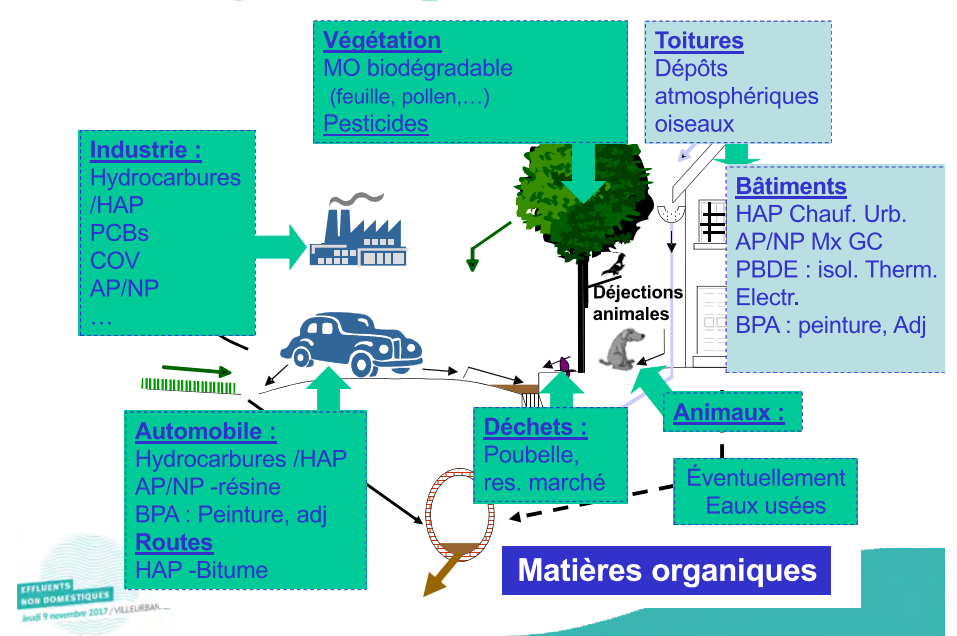 Végétation
MO biodégradable
(feuille, pollen,…)
Pesticides
Toitures
Dépôts
atmosphériques
oiseaux
Industrie :
Hydrocarbures
/HAP
PCBs
COV
AP/NP
…
Bâtiments
HAP Chauf. Urb.
AP/NP Mx GC
PBDE : isol. Therm.
Electr.
BPA : peinture, Adj
Déjections
animales
Automobile :
Hydrocarbures /HAP
AP/NP -résine
BPA : Peinture, adj
Routes
HAP -Bitume
Déchets :
Poubelle,
res. marché
Animaux :
Éventuellement
Eaux usées
Matières organiques
EFFLUENTS
NON DOMESTIQUES
Jeudi 9 novembre 2017 / VILLEURBAN